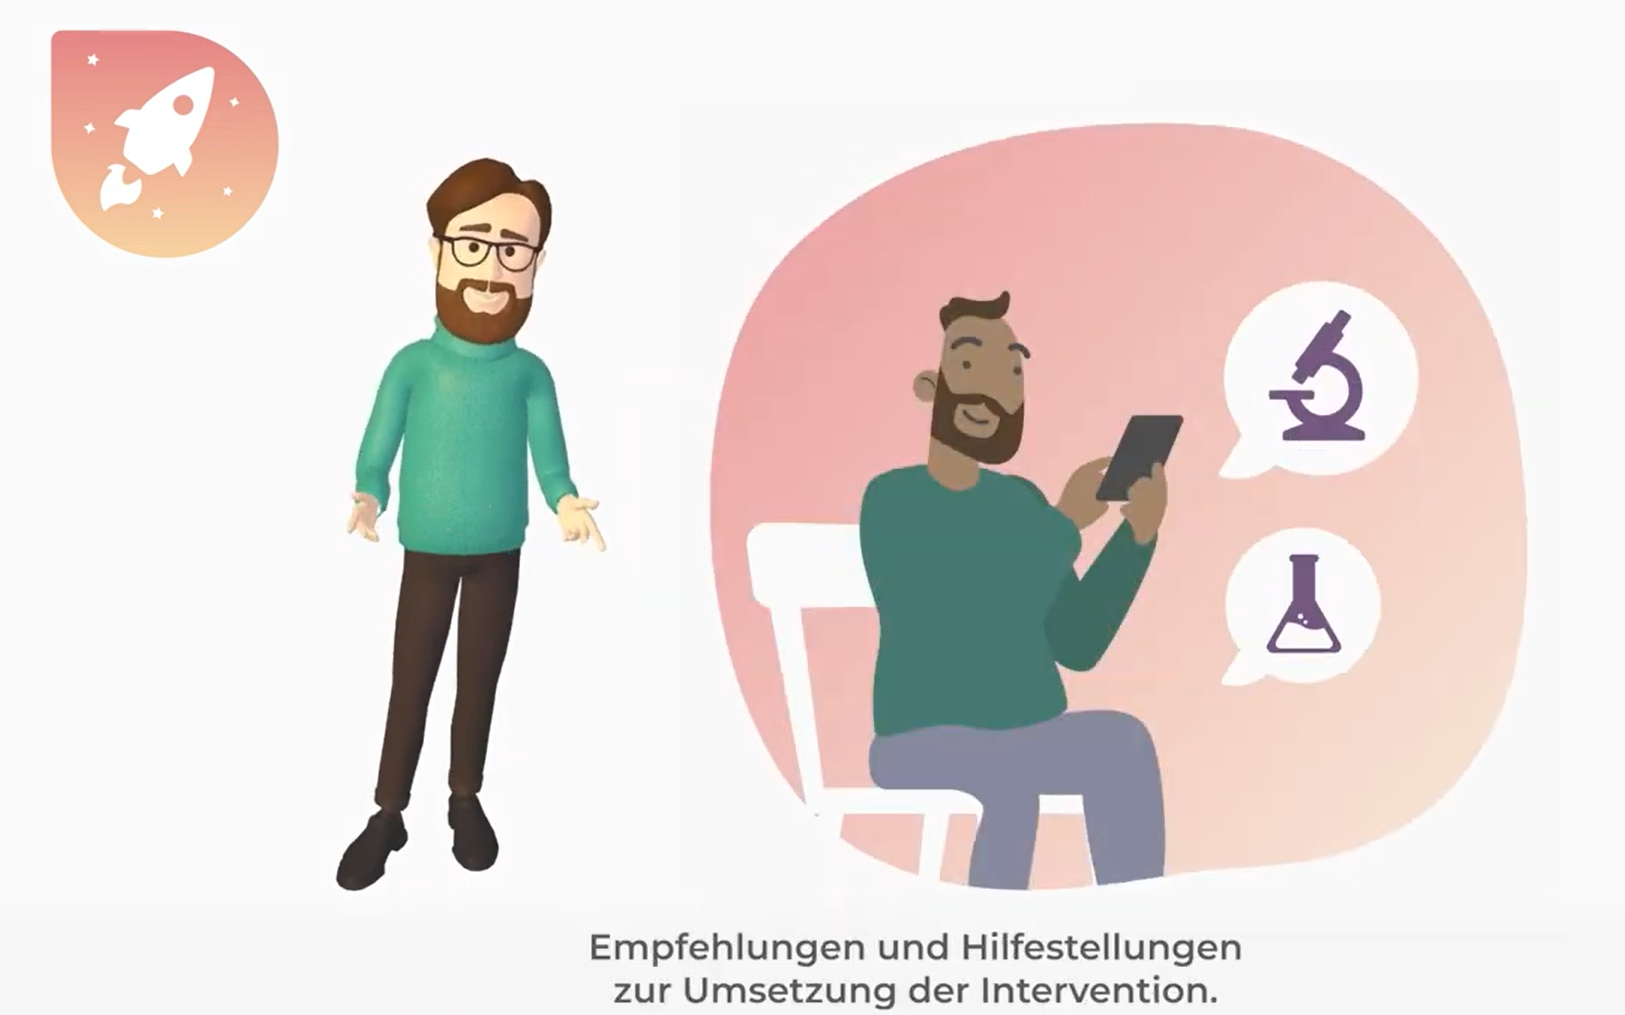 Empfehlungen und Hilfestellungen
zur Umsetzung der Intervention.